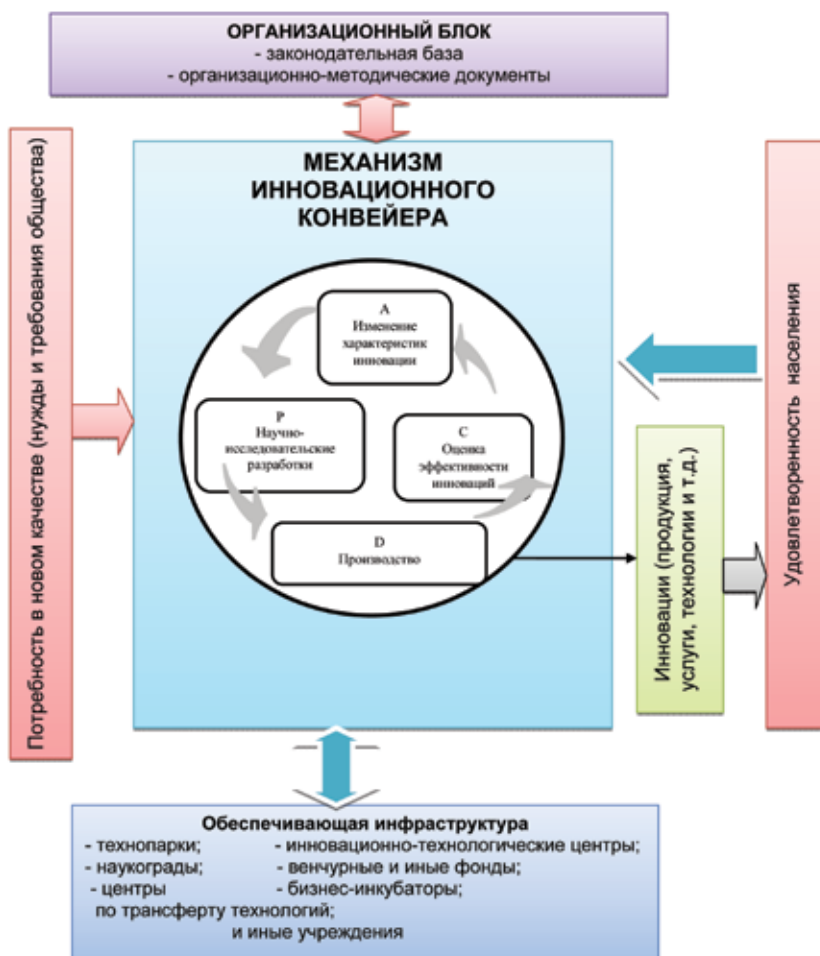 ОРГАНИЗАЦИОННЫЙ БЛОК
- законодательная база
- организационно-методические документы
Потребность в новом качестве (нужды и требования общества)
МЕХАНИЗМ
ИННОВАЦИОННОГО
КОНВЕЙЕРА
A
Изменение
характеристик
инновации
P
Научно-
исследовательские
разработки
C
Оценка
эффективности
инноваций
D
Производство
Инновации (продукция,
услуги, технологии и т.д.)
Удовлетворенность населения
Обеспечивающая инфраструктура
- технопарки; - инновационно-технологические центры;
- наукограды; - венчурные и иные фонды;
- центры - бизнес-инкубаторы;
по трансферту технологий;
и иные учреждения